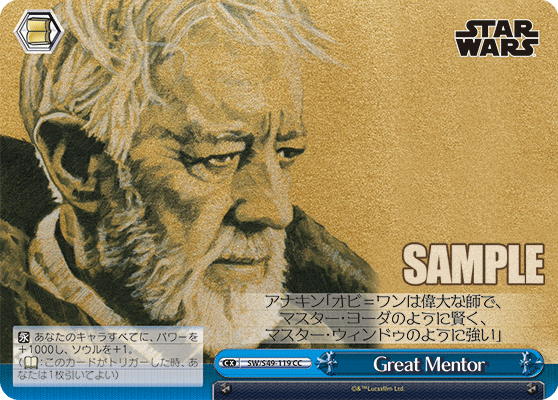 STAR
WARS
SAMPLE
アナキン「オビ=ワンは偉大な師で、
マスター・ヨーダのように賢く、
マスター・ウィンドゥのように強い」
永 あなたのキャラすべてに、パワーを
+1000し、ソウルを+1。
(:このカードがトリガーした時、あ
なたは1枚引いてよい)
CX SW/S49-119 CC Great Mentor
©&™Lucasfilm Ltd.